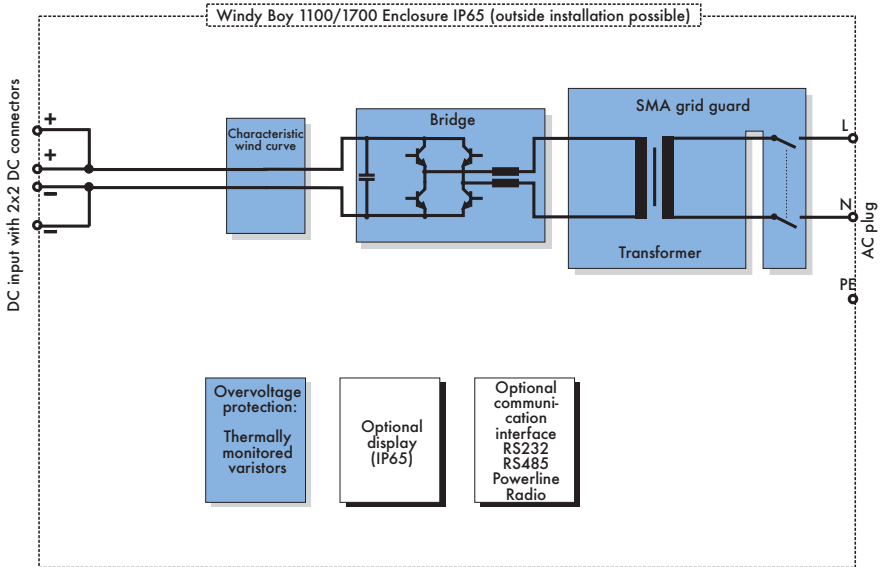 Windy Boy 1100/1700 Enclosure IP65 (outside installation possible)
DC input with 2x2 DC connectors
+
+
–
–
Characteristic
wind curve
Bridge
SMA grid guard
Transformer
L
N
PE
AC plug
Overvoltage
protection:
Thermally
monitored
varistors
Optional
display
(IP65)
Optional
communi-
cation
interface
RS232
RS485
Powerline
Radio